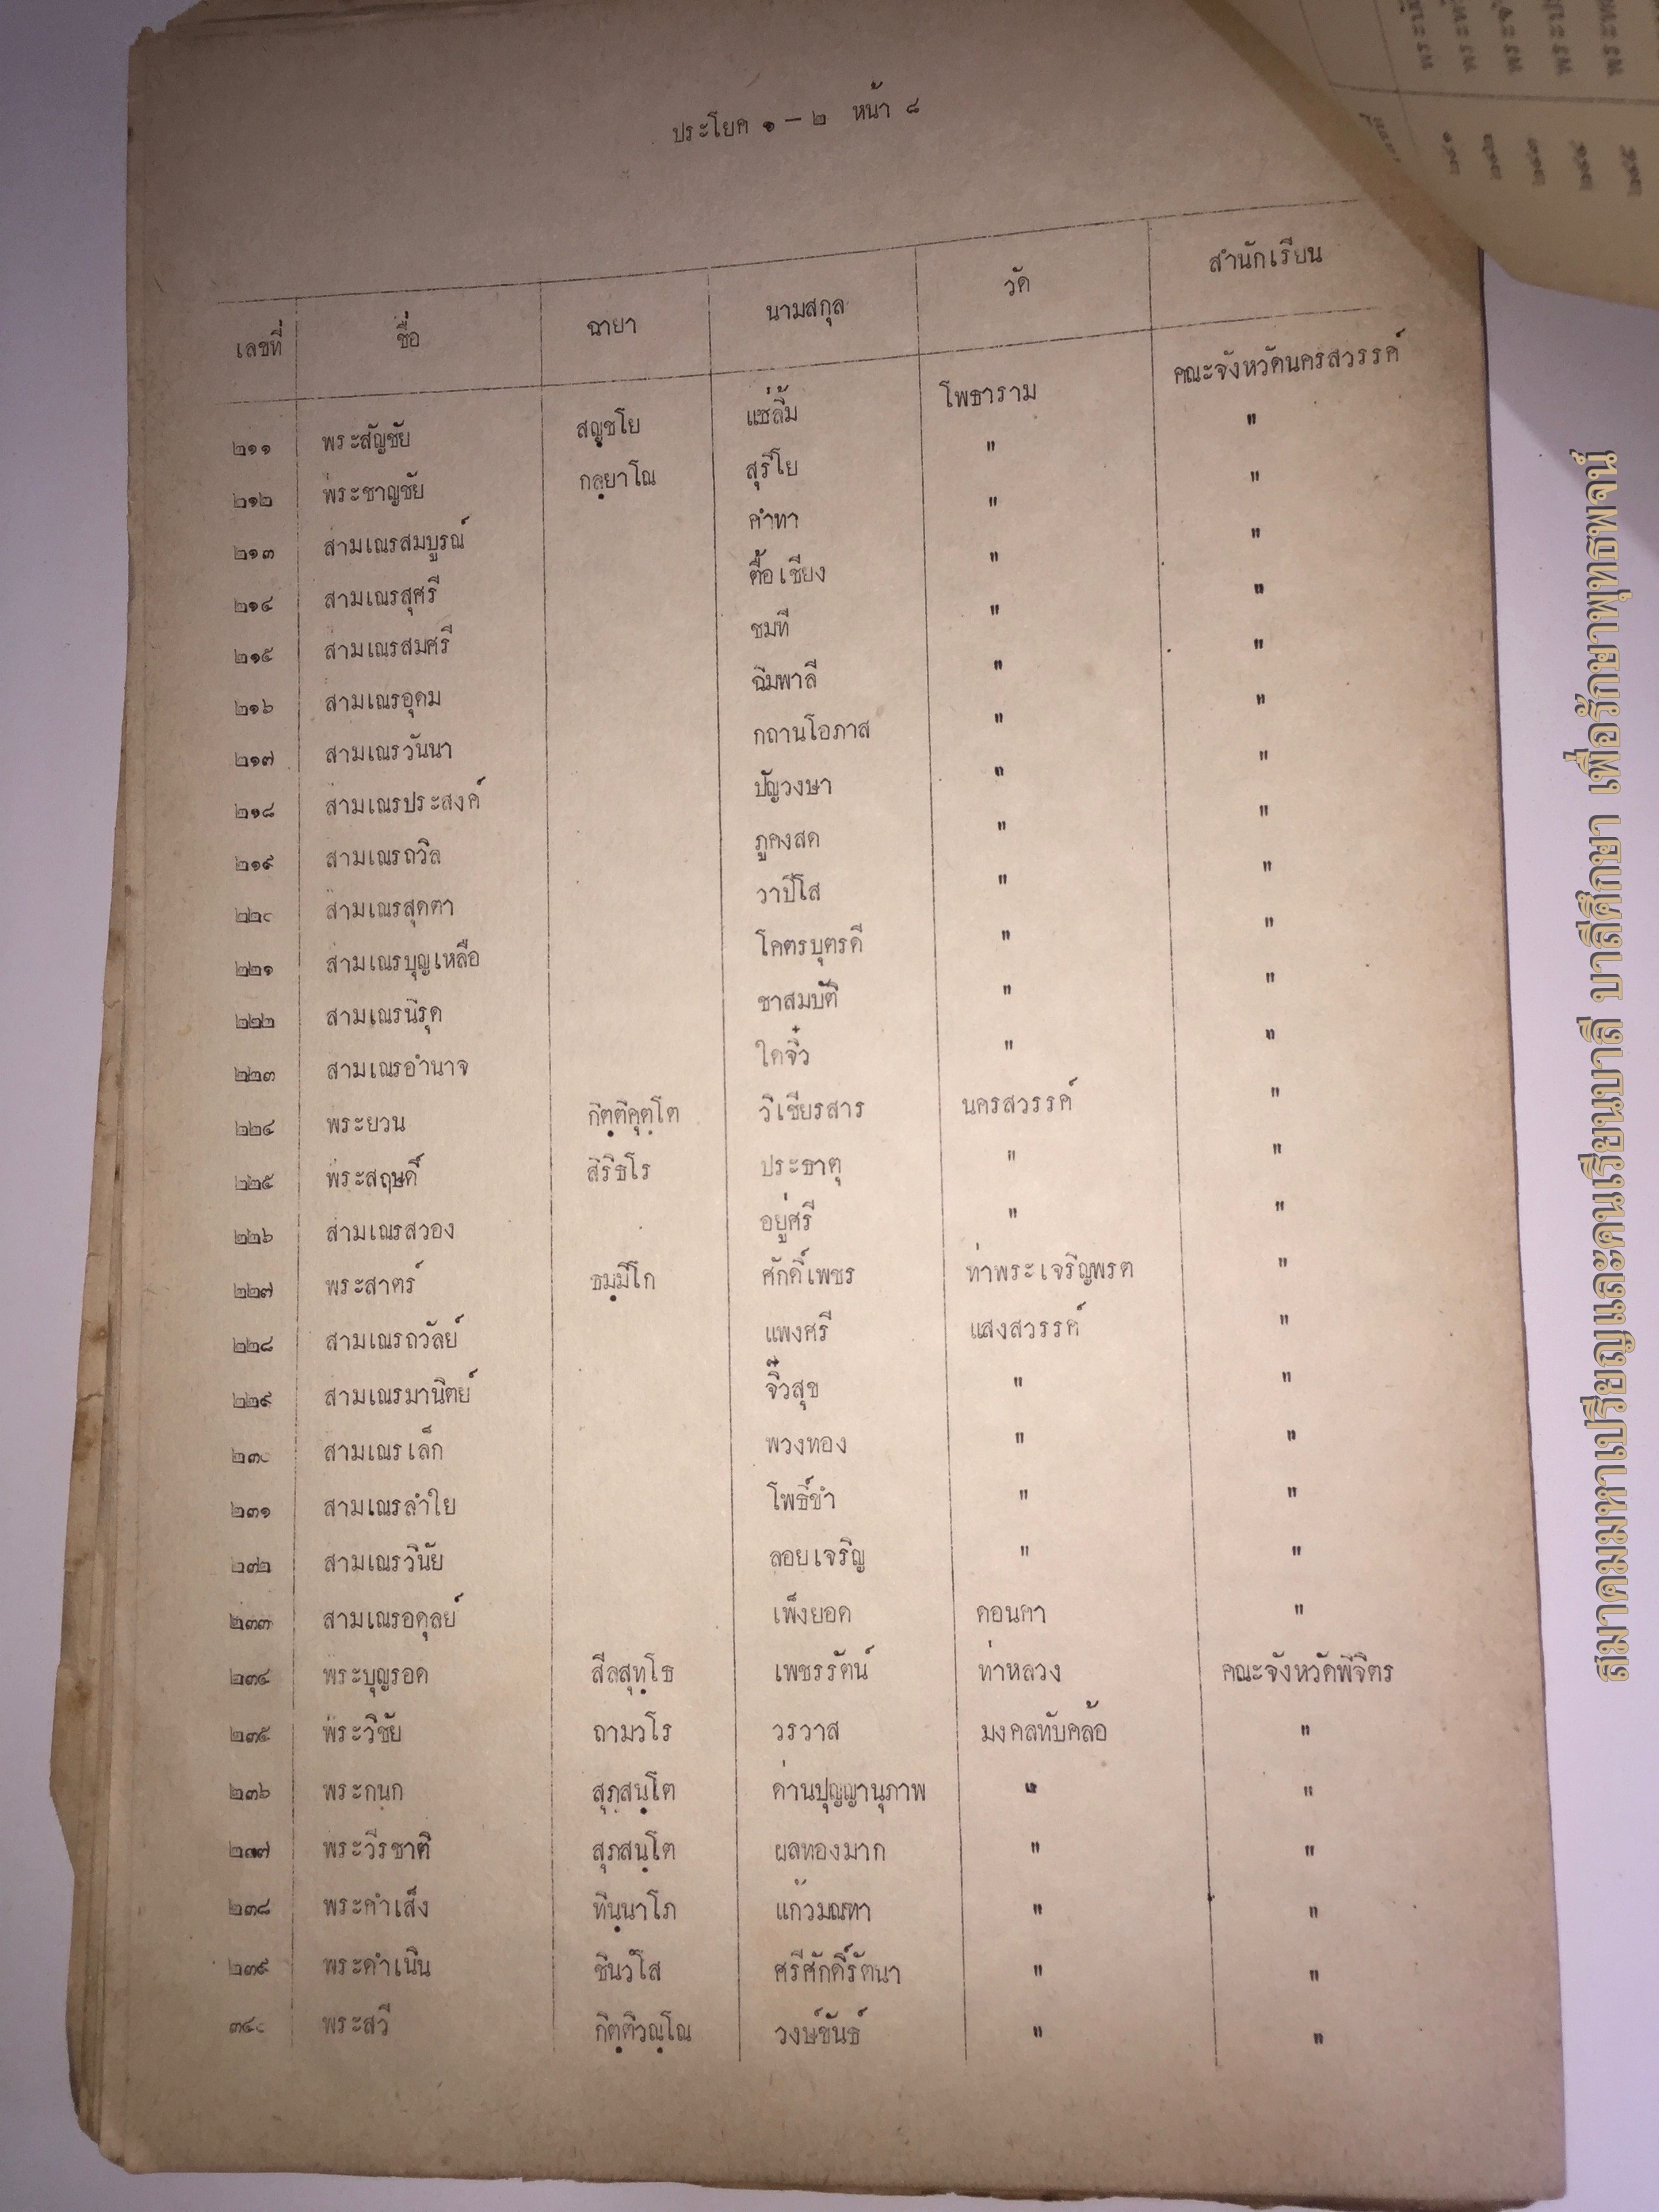 ประโยค ๑ - ๒ หน้า ๘
เลขที่ ชื่อ ฉายา นามสกุล วัด สำนักเรียน
๒๑๑ พระสัญชัย สญฺชโย แซ่ลิ้ม โพธาราม คณะจังหวัดนครสวรรค์
๒๑๒ พระชาญชัย กลฺยาโณ สุริโย " "
๒๑๓ สามเณรสมบูรณ์ คำทา " "
๒๑๔ สามเณรสุศรี ตื้อเชียง " "
๒๑๕ สามเณรสมศรี ชมที " "
๒๑๖ สามเณรอุดม ฉิมพาลี " "
๒๑๗ สามเณรวันนา กถานโอภาส " "
๒๑๘ สามเณรประสงค์ ปัญวงษา " "
๒๑๙ สามเณรถวิล ภูคงสด " "
๒๒๐ สามเณรสุดตา วาปีโส " "
๒๒๑ สามเณรบุญเหลือ โคตรบุตรดี " "
๒๒๒ สามเณรนิรุด ชาสมบัติ " "
๒๒๓ สามเณรอำนาจ ใดจิ๋ว " "
๒๒๔ พระยวน กิตฺติคุตฺโต วิเชียรสาร นครสวรรค์ "
๒๒๕ พระสฤษดิ์ สิริธโร ประธาตุ " "
๒๒๖ สามเณรสวอง อยู่ศรี " "
๒๒๗ พระสาตร์ ธมฺมิโก ศักดิ์เพชร ท่าพระเจริญพรต "
๒๒๘ สามเณรถวัลย์ แพงศรี แสงสวรรค์ "
๒๒๙ สามเณรมานิตย์ จิ๊วสุข " "
๒๓๐ สามเณรเล็ก พวงทอง " "
๒๓๑ สามเณรลำใย โพธิ์ขำ " "
๒๓๒ สามเณรวินัย ลอยเจริญ " "
๒๓๓ สามเณรอดุลย์ เพ็งยอด ดอนคา "
๒๓๔ พระบุญรอด สีลสุทฺโธ เพชรรัตน์ ท่าหลวง คณะจังหวัดพิจิตร
๒๓๕ พระวิชัย ถามวโร วรวาส มงคลทับคล้อ "
๒๓๖ พระกนก สุภสนฺโต ด่านปุญญานุภาพ " "
๒๓๗ พระวีรชาติ สุภสนฺโต ผลทองมาก " "
๒๓๘ พระคำเส็ง ทินฺนาโภ แก้วมณฑา " "
๒๓๙ พระดำเนิน ชินวํโส ศรีศักดิ์รัตนา " "
๓๔๐ พระสวี กิตฺติวณฺโณ วงษ์ขันธ์ " "
สมาคมมหาเปรียญและคนเรียนบาลี บาลีศึกษา เพื่อรักษาพุทธพจน์